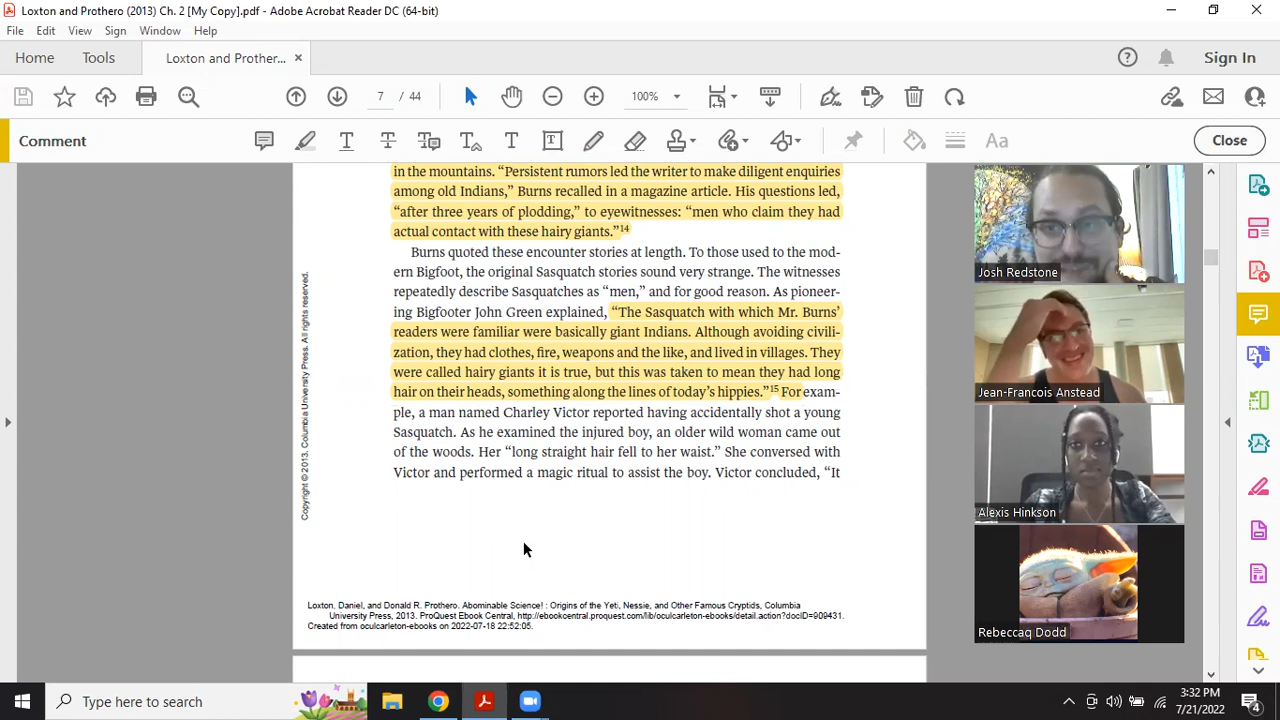 Loxton and Prothero (2013) Ch. 2 [My Copy].pdf - Adobe Acrobat Reader DC (64-bit)
File Edit View Sign Window Help
Home Tools Loxton and Prother... × Sign In
7 / 44 100%
Comment Close
in the mountains. “Persistent rumors led the writer to make diligent enquiries
among old Indians,” Burns recalled in a magazine article. His questions led,
“after three years of plodding,” to eyewitnesses: “men who claim they had
actual contact with these hairy giants.”14
Burns quoted these encounter stories at length. To those used to the mod-
ern Bigfoot, the original Sasquatch stories sound very strange. The witnesses
repeatedly describe Sasquatches as “men,” and for good reason. As pioneer-
ing Bigfooter John Green explained, “The Sasquatch with which Mr. Burns’
readers were familiar were basically giant Indians. Although avoiding civili-
zation, they had clothes, fire, weapons and the like, and lived in villages. They
were called hairy giants it is true, but this was taken to mean they had long
hair on their heads, something along the lines of today’s hippies.”15 For exam-
ple, a man named Charley Victor reported having accidentally shot a young
Sasquatch. As he examined the injured boy, an older wild woman came out
of the woods. Her “long straight hair fell to her waist.” She conversed with
Victor and performed a magic ritual to assist the boy. Victor concluded, “It
Copyright © 2013. Columbia University Press. All rights reserved.
Loxton, Daniel, and Donald R. Prothero. Abominable Science! : Origins of the Yeti, Nessie, and Other Famous Cryptids, Columbia
University Press, 2013. ProQuest Ebook Central, http://ebookcentral.proquest.com/lib/oculcarleton-ebooks/detail.action?docID=909431.
Created from oculcarleton-ebooks on 2022-07-18 22:52:05.
Josh Redstone
Jean-Francois Anstead
Alexis Hinkson
Rebeccaq Dodd
Type here to search
3:32 PM
7/21/2022
4